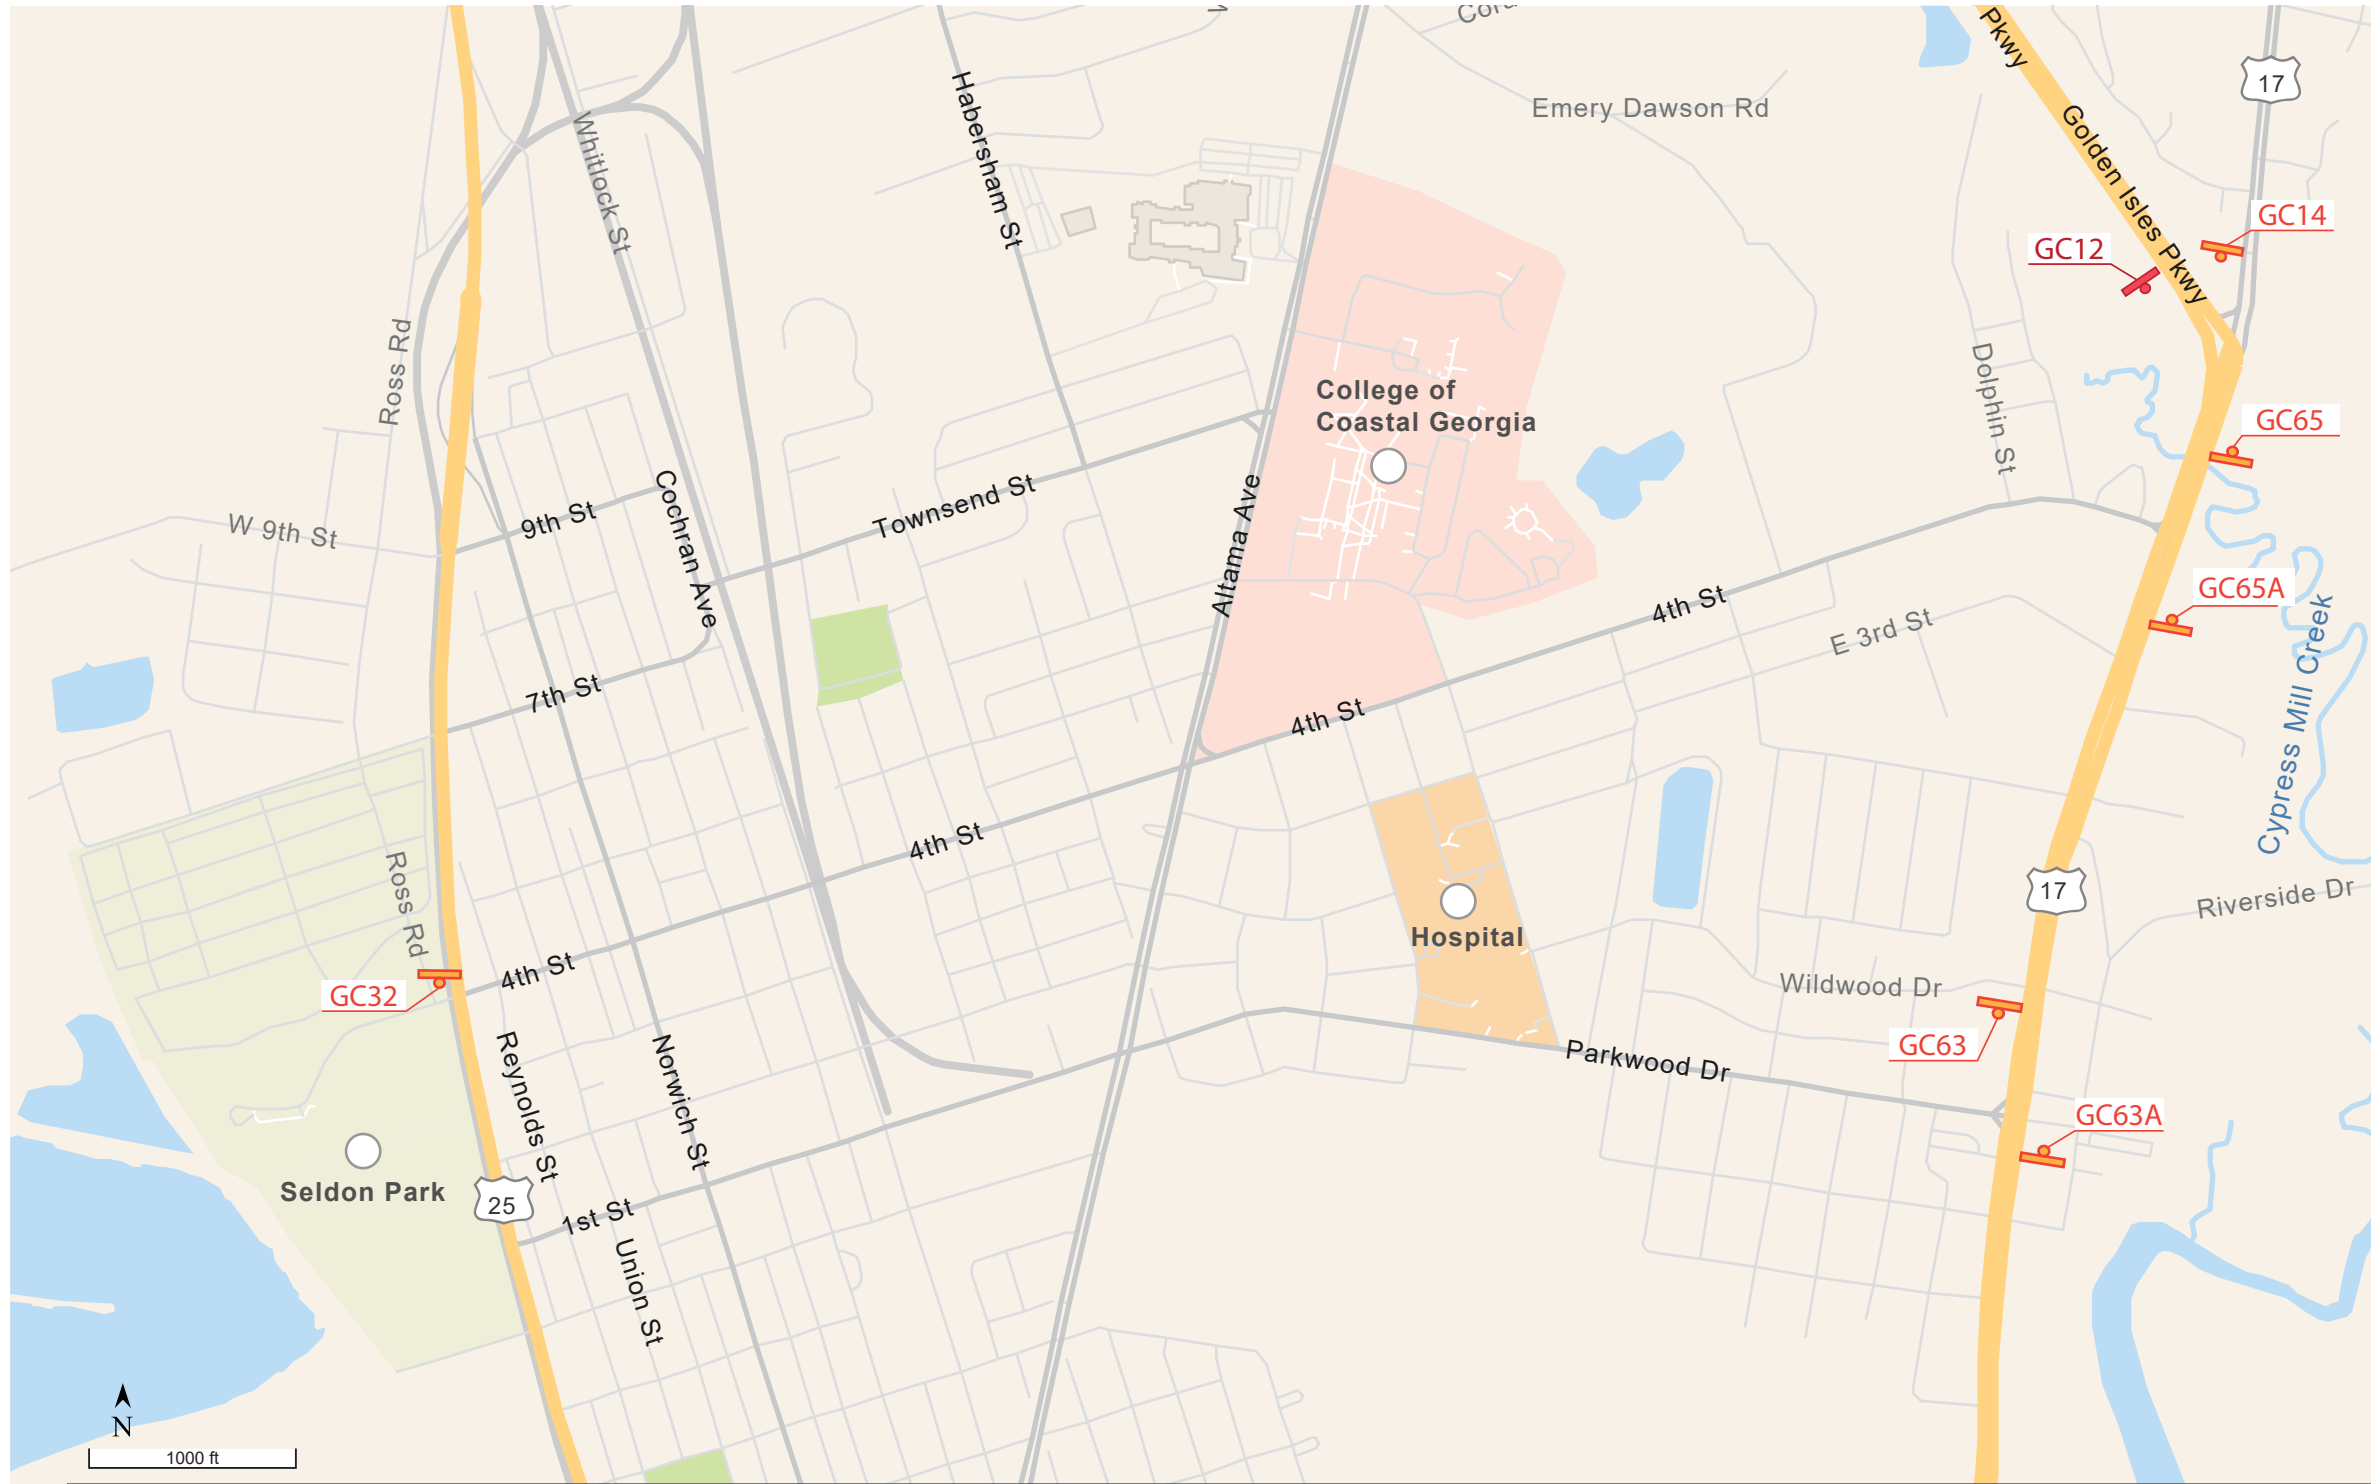 Pkwy
17
Emery Dawson Rd
Habersham St
Whitlock St
Golden Isles Pkwy
GC14
GC12
Ross Rd
Dolphin St
College of
Coastal Georgia
GC65
Cochran Ave
Townsend St
9th St
W 9th St
Altama Ave
4th St
GC65A
E 3rd St
Cypress Mill Creek
7th St
4th St
4th St
17
Riverside Dr
Ross Rd
Hospital
4th St
Wildwood Dr
GC32
GC63
Reynolds St
Norwich St
Parkwood Dr
GC63A
Seldon Park
25
1st St
Union St
N
1000 ft